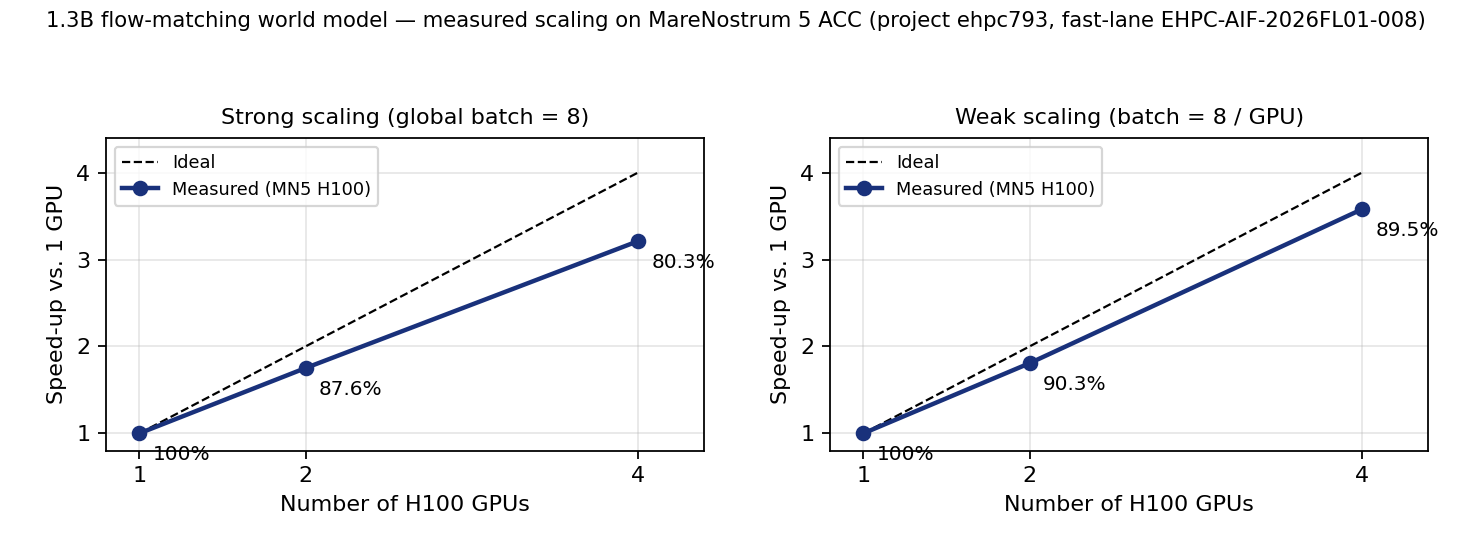 1.3B flow-matching world model — measured scaling on MareNostrum 5 ACC (project ehpc793, fast-lane EHPC-AIF-2026FL01-008)
Strong scaling (global batch = 8)
Ideal
Measured (MN5 H100)
Speed-up vs. 1 GPU
4
3
2
1
100%
87.6%
80.3%
1
2
4
Number of H100 GPUs
Weak scaling (batch = 8 / GPU)
Ideal
Measured (MN5 H100)
Speed-up vs. 1 GPU
4
3
2
1
100%
90.3%
89.5%
1
2
4
Number of H100 GPUs